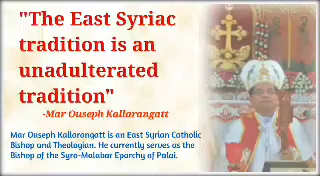 "The East Syriac
tradition is an
unadulterated
tradition"
-Mar Ouseph Kallarangatt
Mar Ouseph Kallarangatt is an East Syrian Catholic
Bishop and Theologian. He currently serves as the
Bishop of the Syro-Malabar Eparchy of Palai.